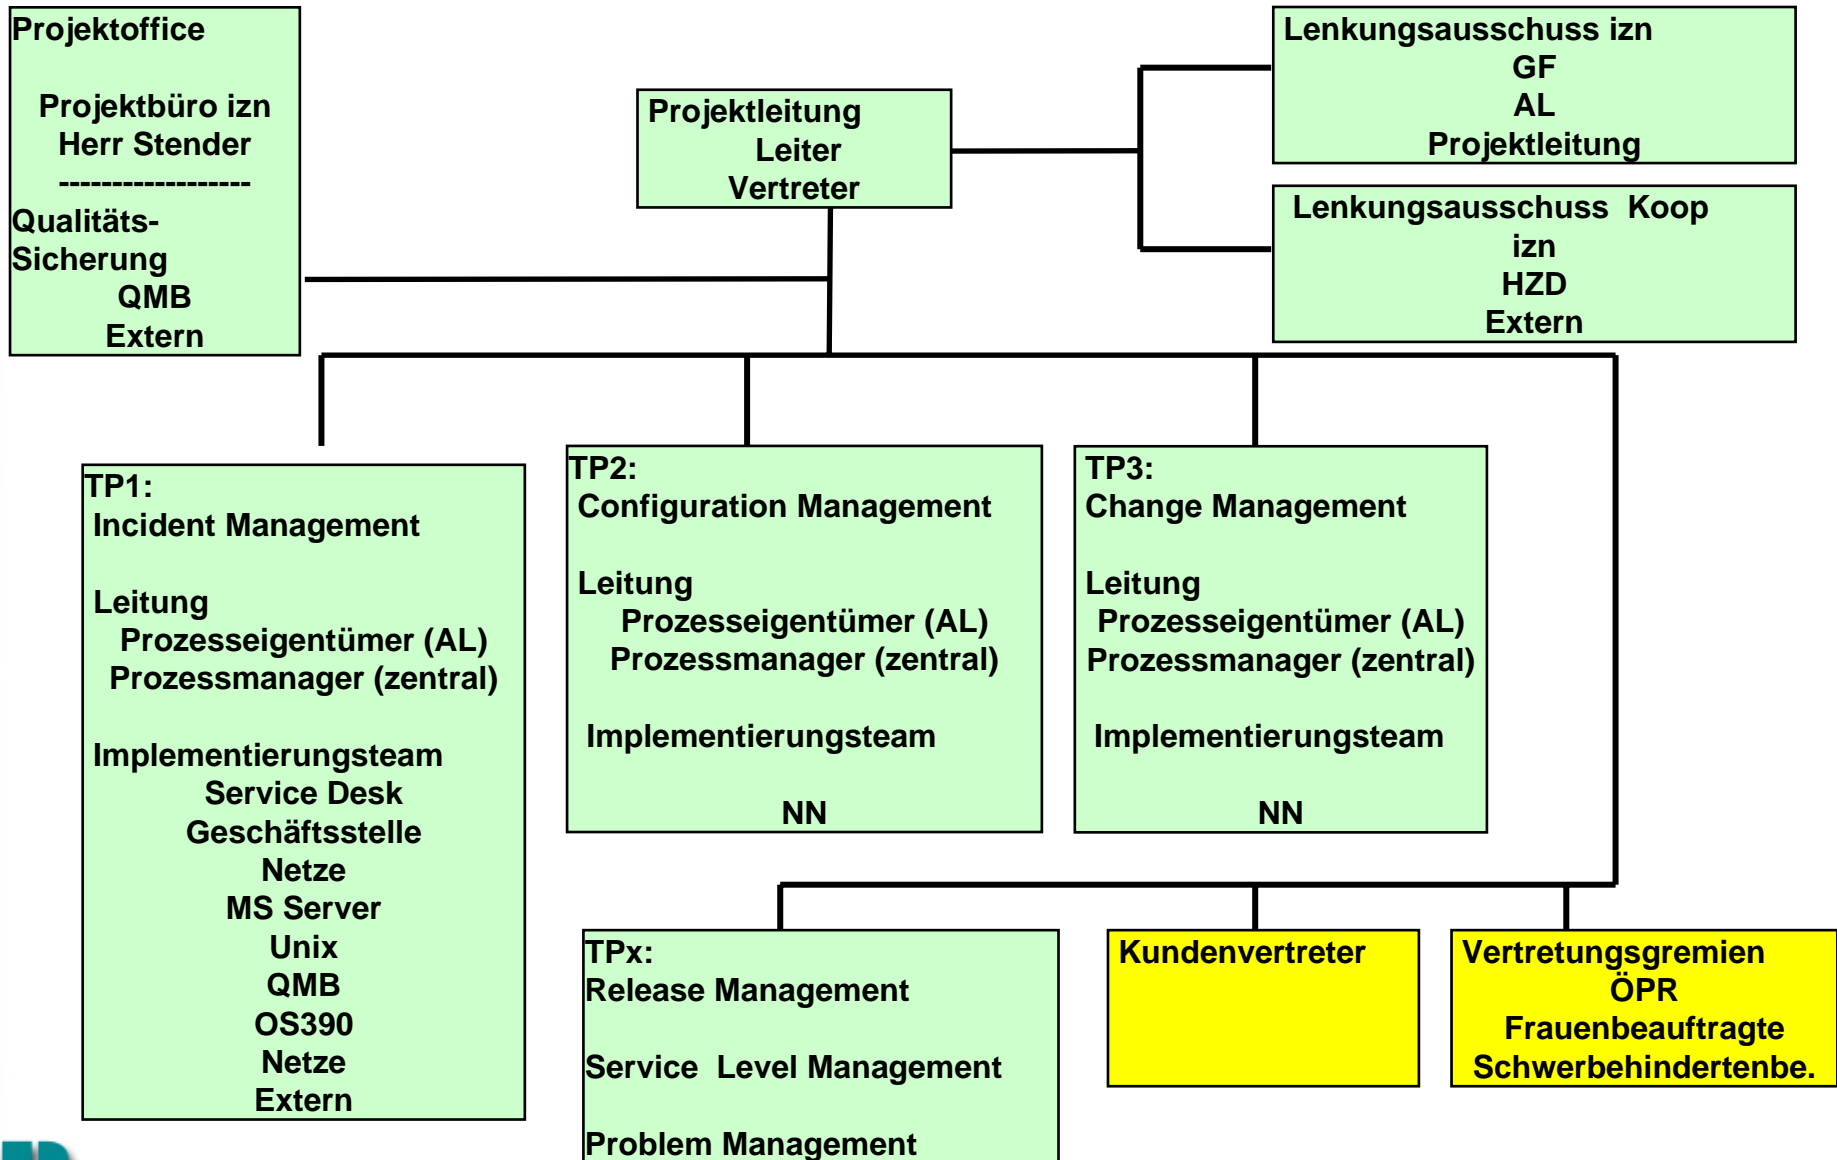 Projektoffice
Projektbüro izn
Herr Stender
------------------
Qualitäts-
Sicherung
QMB
Extern
Projektleitung
Leiter
Vertreter
Lenkungsausschuss izn
GF
AL
Projektleitung
Lenkungsausschuss  Koop
izn
HZD
Extern
TP1:
Incident Management
Leitung
Prozesseigentümer (AL)
Prozessmanager (zentral)
Implementierungsteam
Service Desk
Geschäftsstelle
Netze
MS Server
Unix
QMB
OS390
Netze
Extern
TP2:
Configuration Management
Leitung
Prozesseigentümer (AL)
Prozessmanager (zentral)
Implementierungsteam
NN
TP3:
Change Management
Leitung
Prozesseigentümer (AL)
Prozessmanager (zentral)
Implementierungsteam
NN
TPx:
Release Management
Service  Level Management
Problem Management
Kundenvertreter
Vertretungsgremien
ÖPR
Frauenbeauftragte
Schwerbehindertenbe.